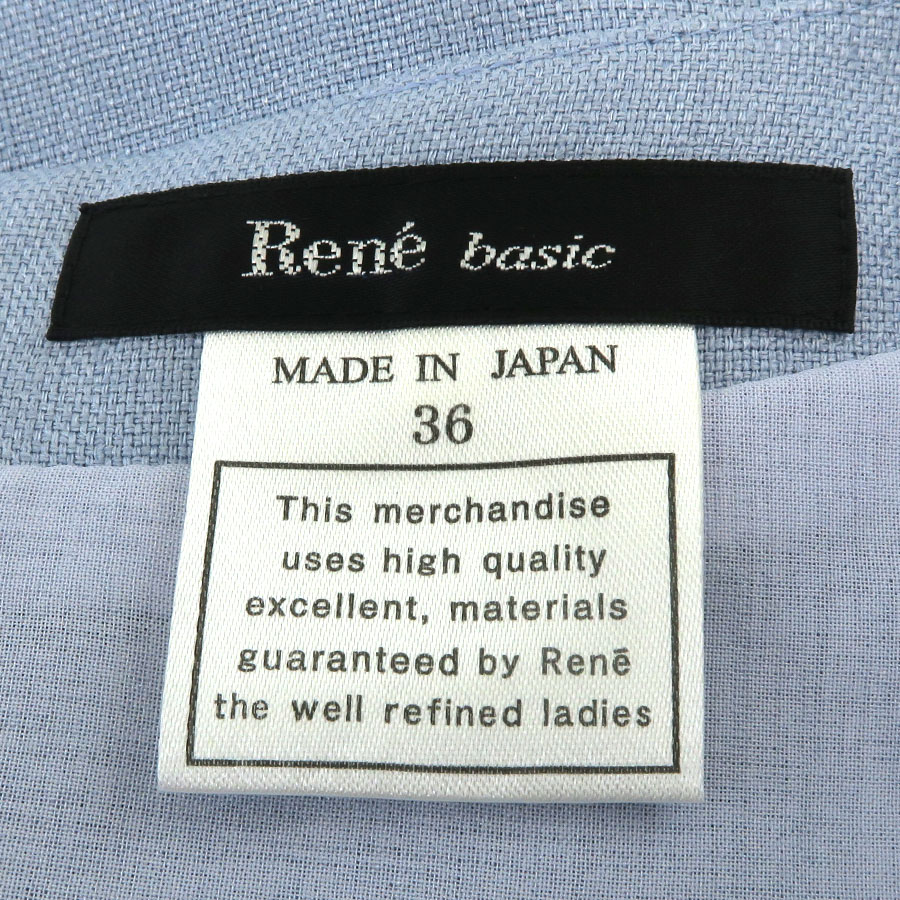 René basic
MADE IN JAPAN
36
This merchandise
uses high quality
excellent, materials
guaranteed by Renē
the well refined ladies